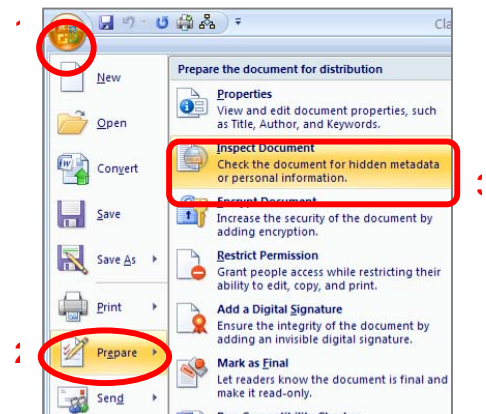 Cla
New
Open
Convert
Save
Save As
Print
Prepare
Send
Prepare the document for distribution
Properties
View and edit document properties, such
as Title, Author, and Keywords.
Inspect Document
Check the document for hidden metadata
or personal information.
Encrypt Document
Increase the security of the document by
adding encryption.
Restrict Permission
Grant people access while restricting their
ability to edit, copy, and print.
Add a Digital Signature
Ensure the integrity of the document by
adding an invisible digital signature.
Mark as Final
Let readers know the document is final and
make it read-only.